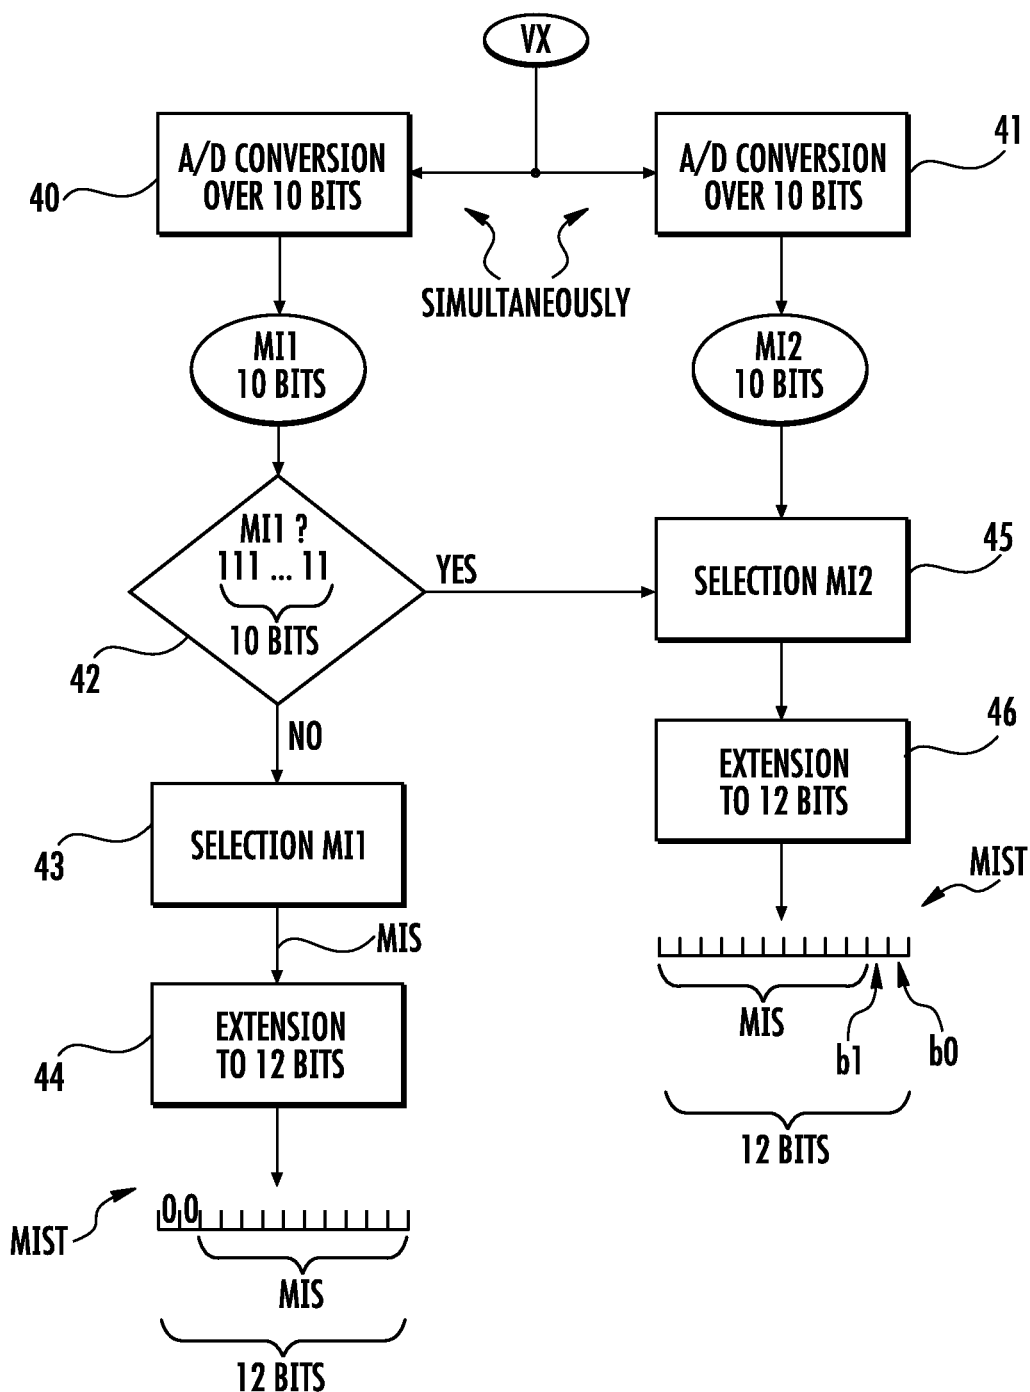 VX
A/D CONVERSION
OVER 10 BITS
40
A/D CONVERSION
OVER 10 BITS
41
SIMULTANEOUSLY
MI1
10 BITS
MI2
10 BITS
MI1 ?
111 ... 11
10 BITS
42
YES
NO
SELECTION MI2
45
EXTENSION
TO 12 BITS
46
SELECTION MI1
43
MIS
EXTENSION
TO 12 BITS
44
MIST
MIS
b1
b0
12 BITS
00
MIST
MIS
12 BITS